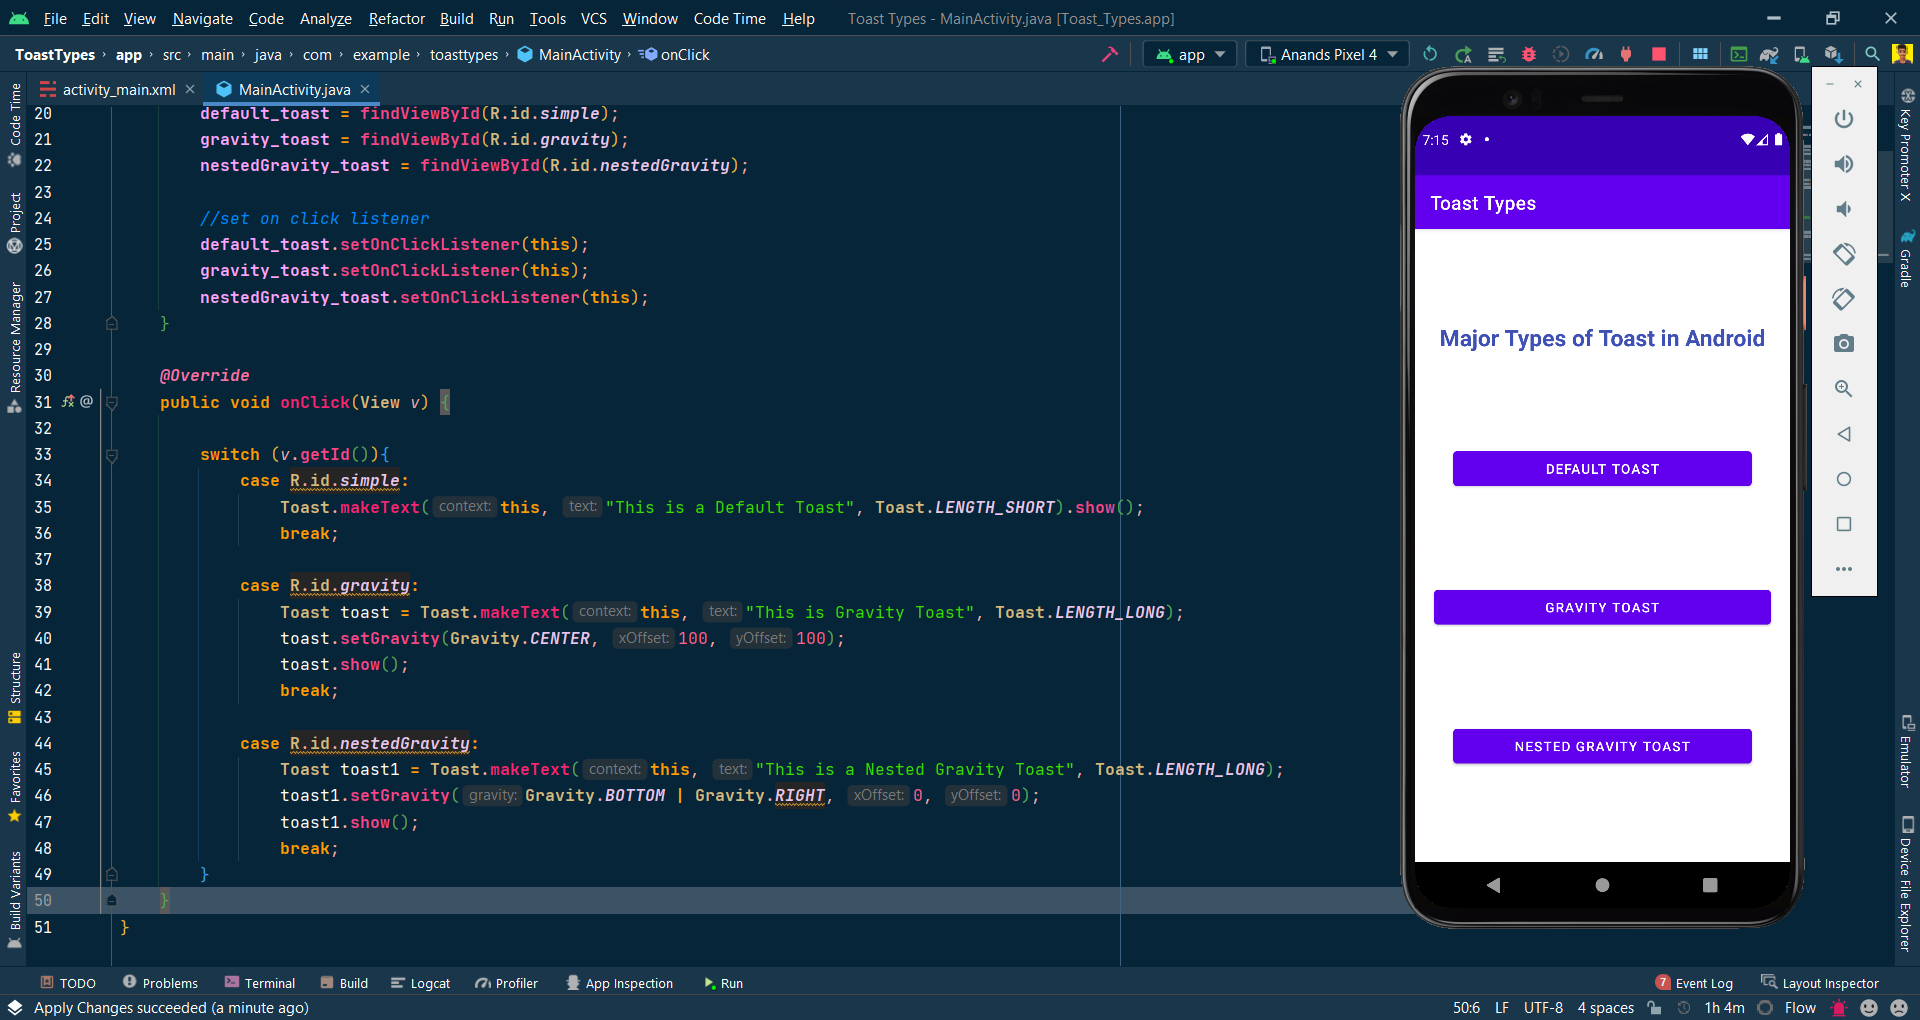 File Edit View Navigate Code Analyze Refactor Build Run Tools VCS Window Code Time Help Toast Types - MainActivity.java [Toast_Types.app]
ToastTypes › app › src › main › java › com › example › toasttypes › MainActivity › onClick app Anands Pixel 4
activity_main.xml MainActivity.java
20 default_toast = findViewById(R.id.simple);
21 gravity_toast = findViewById(R.id.gravity);
22 nestedGravity_toast = findViewById(R.id.nestedGravity);
23
24 //set on click listener
25 default_toast.setOnClickListener(this);
26 gravity_toast.setOnClickListener(this);
27 nestedGravity_toast.setOnClickListener(this);
28 }
29
30 @Override
31 @ public void onClick(View v) {
32
33 switch (v.getId()){
34 case R.id.simple:
35 Toast.makeText( context: this, text: "This is a Default Toast", Toast.LENGTH_SHORT).show();
36 break;
37
38 case R.id.gravity:
39 Toast toast = Toast.makeText( context: this, text: "This is Gravity Toast", Toast.LENGTH_LONG);
40 toast.setGravity(Gravity.CENTER, xOffset: 100, yOffset: 100);
41 toast.show();
42 break;
43
44 case R.id.nestedGravity:
45 Toast toast1 = Toast.makeText( context: this, text: "This is a Nested Gravity Toast", Toast.LENGTH_LONG);
46 toast1.setGravity( gravity: Gravity.BOTTOM | Gravity.RIGHT, xOffset: 0, yOffset: 0);
47 toast1.show();
48 break;
49 }
50 }
51 }
Code Time
Project
Resource Manager
Structure
Favorites
Build Variants
7:15
Toast Types
Major Types of Toast in Android
DEFAULT TOAST
GRAVITY TOAST
NESTED GRAVITY TOAST
Key Promoter X
Gradle
Emulator
Device File Explorer
TODO Problems Terminal Build Logcat Profiler App Inspection Run 7 Event Log Layout Inspector
Apply Changes succeeded (a minute ago) 50:6 LF UTF-8 4 spaces 1h 4m Flow